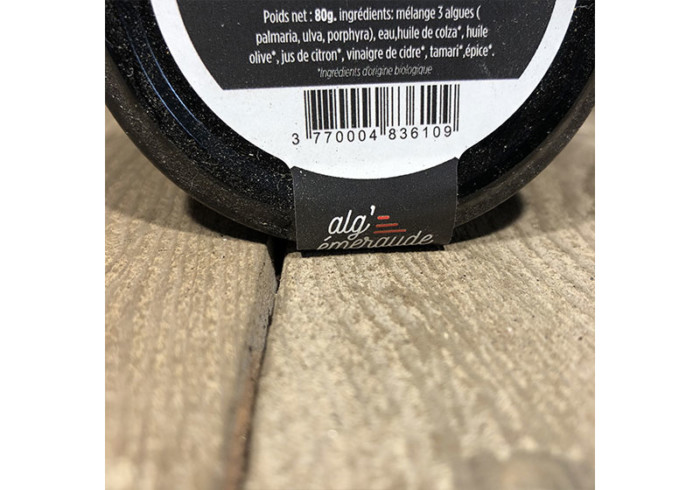 Poids net : 80g. ingrédients: mélange 3 algues (
palmaria, ulva, porphyra), eau,huile de colza*, huile
olive*, jus de citron*, vinaigre de cidre*, tamari*,épice*.
*Ingrédients d'origine biologique
3 770004 836109
alg'
émeraude